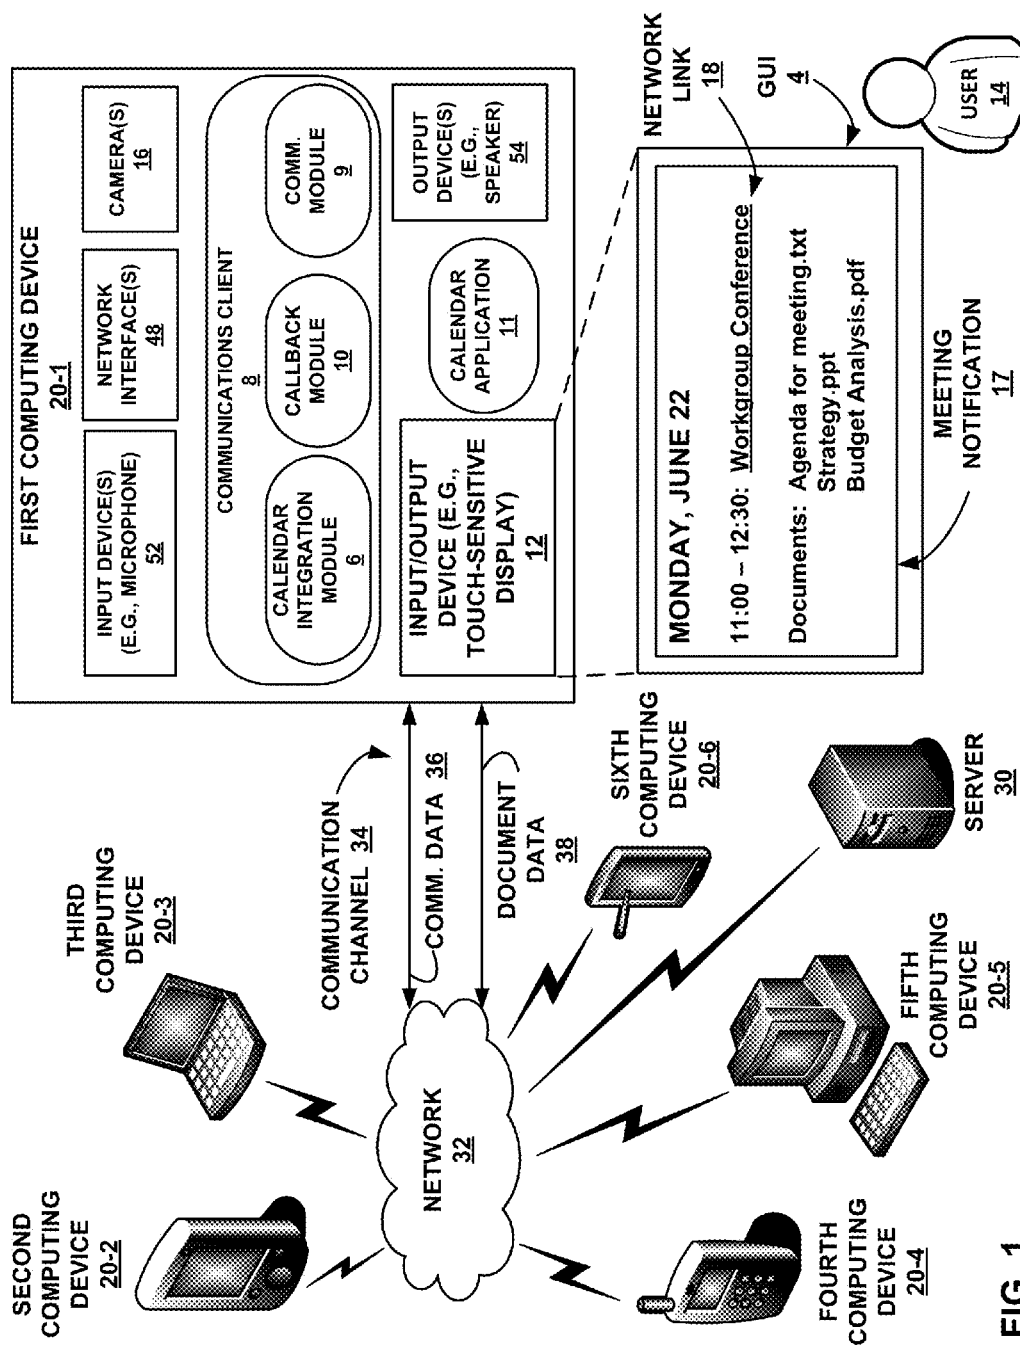 FIRST COMPUTING DEVICE
20-1
INPUT DEVICE(S)
(E.G., MICROPHONE)
52
NETWORK
INTERFACE(S)
48
CAMERA(S)
16
COMMUNICATIONS CLIENT
8
CALENDAR
INTEGRATION
MODULE
6
CALLBACK
MODULE
10
COMM.
MODULE
9
INPUT/OUTPUT
DEVICE (E.G.,
TOUCH-SENSITIVE
DISPLAY)
12
CALENDAR
APPLICATION
11
OUTPUT
DEVICE(S)
(E.G.,
SPEAKER)
54
SECOND
COMPUTING
DEVICE
20-2
THIRD
COMPUTING
DEVICE
20-3
COMMUNICATION
CHANNEL 34
COMM. DATA 36
DOCUMENT
DATA
38
NETWORK
32
SIXTH
COMPUTING
DEVICE
20-6
NETWORK
LINK
18
GUI
4
MONDAY, JUNE 22
11:00 – 12:30: Workgroup Conference
Documents: Agenda for meeting.txt
Strategy.ppt
Budget Analysis.pdf
USER
14
MEETING
NOTIFICATION
17
FOURTH
COMPUTING
DEVICE
20-4
FIFTH
COMPUTING
DEVICE
20-5
SERVER
30
FIG. 1